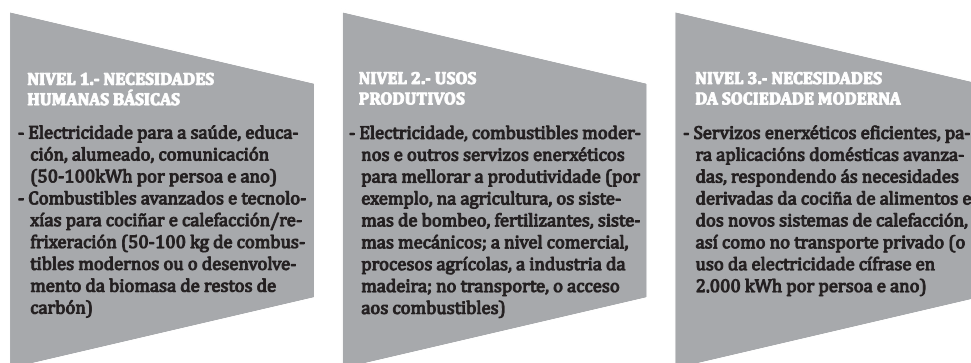 NIVEL 1.- NECESIDADES
HUMANAS BÁSICAS
- Electricidade para a saúde, educa-
ción, alumeado, comunicación
(50-100kWh por persoa e ano)
- Combustibles avanzados e tecnolo-
xías para cociñar e calefacción/re-
frixeración (50-100 kg de combus-
tibles modernos ou o desenvolve-
mento da biomasa de restos de
carbón)
NIVEL 2.- USOS
PRODUTIVOS
- Electricidade, combustibles moder-
nos e outros servizos enerxéticos
para mellorar a produtividade (por
exemplo, na agricultura, os siste-
mas de bombeo, fertilizantes, siste-
mas mecánicos; a nivel comercial,
procesos agrícolas, a industria da
madeira; no transporte, o acceso
aos combustibles)
NIVEL 3.- NECESIDADES
DA SOCIEDADE MODERNA
- Servizos enerxéticos eficientes, pa-
ra aplicacións domésticas avanza-
das, respondendo ás necesidades
derivadas da cociña de alimentos e
dos novos sistemas de calefacción,
así como no transporte privado (o
uso da electricidade cífrase en
2.000 kWh por persoa e ano)